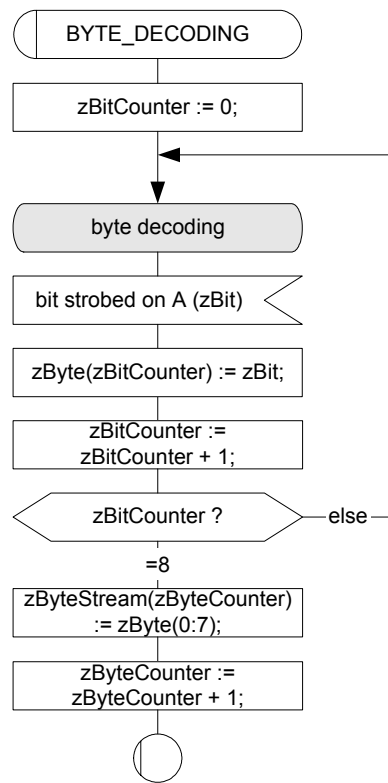 BYTE_DECODING
zBitCounter := 0;
byte decoding
bit strobed on A (zBit)
zByte(zBitCounter) := zBit;
zBitCounter :=
zBitCounter + 1;
zBitCounter ?
else
=8
zByteStream(zByteCounter)
:= zByte(0:7);
zByteCounter :=
zByteCounter + 1;